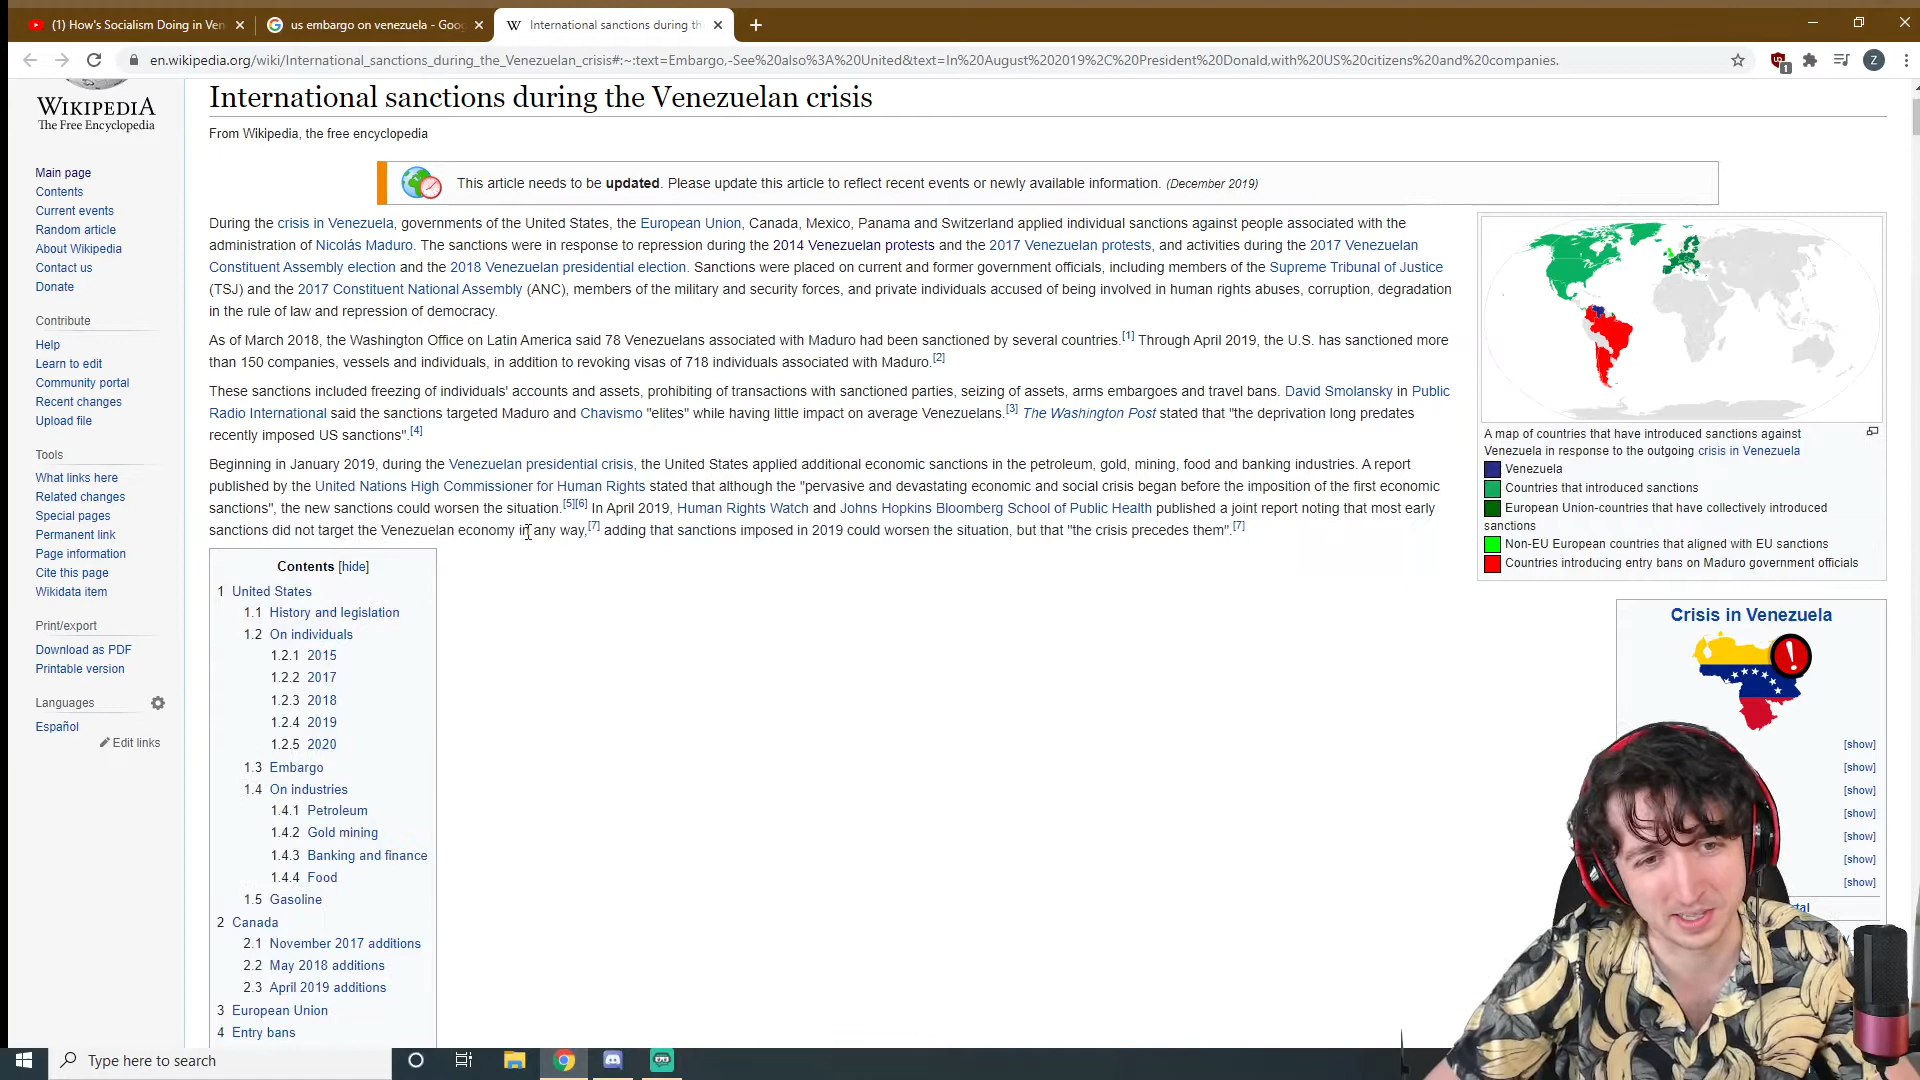 (1) How's Socialism Doing in Ven
us embargo on venezuela - Goog
International sanctions during th
en.wikipedia.org/wiki/International_sanctions_during_the_Venezuelan_crisis#:~:text=Embargo,-See%20also%3A%20United&text=In%20August%202019%2C%20President%20Donald,with%20US%20citizens%20and%20companies.
1
Z
WIKIPEDIA
The Free Encyclopedia
Main page
Contents
Current events
Random article
About Wikipedia
Contact us
Donate
Contribute
Help
Learn to edit
Community portal
Recent changes
Upload file
Tools
What links here
Related changes
Special pages
Permanent link
Page information
Cite this page
Wikidata item
Print/export
Download as PDF
Printable version
Languages
Español
Edit links
International sanctions during the Venezuelan crisis
From Wikipedia, the free encyclopedia
This article needs to be updated. Please update this article to reflect recent events or newly available information. (December 2019)
During the crisis in Venezuela, governments of the United States, the European Union, Canada, Mexico, Panama and Switzerland applied individual sanctions against people associated with the
administration of Nicolás Maduro. The sanctions were in response to repression during the 2014 Venezuelan protests and the 2017 Venezuelan protests, and activities during the 2017 Venezuelan
Constituent Assembly election and the 2018 Venezuelan presidential election. Sanctions were placed on current and former government officials, including members of the Supreme Tribunal of Justice
(TSJ) and the 2017 Constituent National Assembly (ANC), members of the military and security forces, and private individuals accused of being involved in human rights abuses, corruption, degradation
in the rule of law and repression of democracy.
As of March 2018, the Washington Office on Latin America said 78 Venezuelans associated with Maduro had been sanctioned by several countries.[1] Through April 2019, the U.S. has sanctioned more
than 150 companies, vessels and individuals, in addition to revoking visas of 718 individuals associated with Maduro.[2]
These sanctions included freezing of individuals' accounts and assets, prohibiting of transactions with sanctioned parties, seizing of assets, arms embargoes and travel bans. David Smolansky in Public
Radio International said the sanctions targeted Maduro and Chavismo "elites" while having little impact on average Venezuelans.[3] The Washington Post stated that "the deprivation long predates
recently imposed US sanctions".[4]
Beginning in January 2019, during the Venezuelan presidential crisis, the United States applied additional economic sanctions in the petroleum, gold, mining, food and banking industries. A report
published by the United Nations High Commissioner for Human Rights stated that although the "pervasive and devastating economic and social crisis began before the imposition of the first economic
sanctions", the new sanctions could worsen the situation.[5][6] In April 2019, Human Rights Watch and Johns Hopkins Bloomberg School of Public Health published a joint report noting that most early
sanctions did not target the Venezuelan economy in any way,[7] adding that sanctions imposed in 2019 could worsen the situation, but that "the crisis precedes them".[7]
Contents [hide]
1 United States
1.1 History and legislation
1.2 On individuals
1.2.1 2015
1.2.2 2017
1.2.3 2018
1.2.4 2019
1.2.5 2020
1.3 Embargo
1.4 On industries
1.4.1 Petroleum
1.4.2 Gold mining
1.4.3 Banking and finance
1.4.4 Food
1.5 Gasoline
2 Canada
2.1 November 2017 additions
2.2 May 2018 additions
2.3 April 2019 additions
3 European Union
4 Entry bans
A map of countries that have introduced sanctions against
Venezuela in response to the outgoing crisis in Venezuela
Venezuela
Countries that introduced sanctions
European Union-countries that have collectively introduced
sanctions
Non-EU European countries that aligned with EU sanctions
Countries introducing entry bans on Maduro government officials
Crisis in Venezuela
[show]
[show]
[show]
[show]
[show]
[show]
[show]
tal
Type here to search